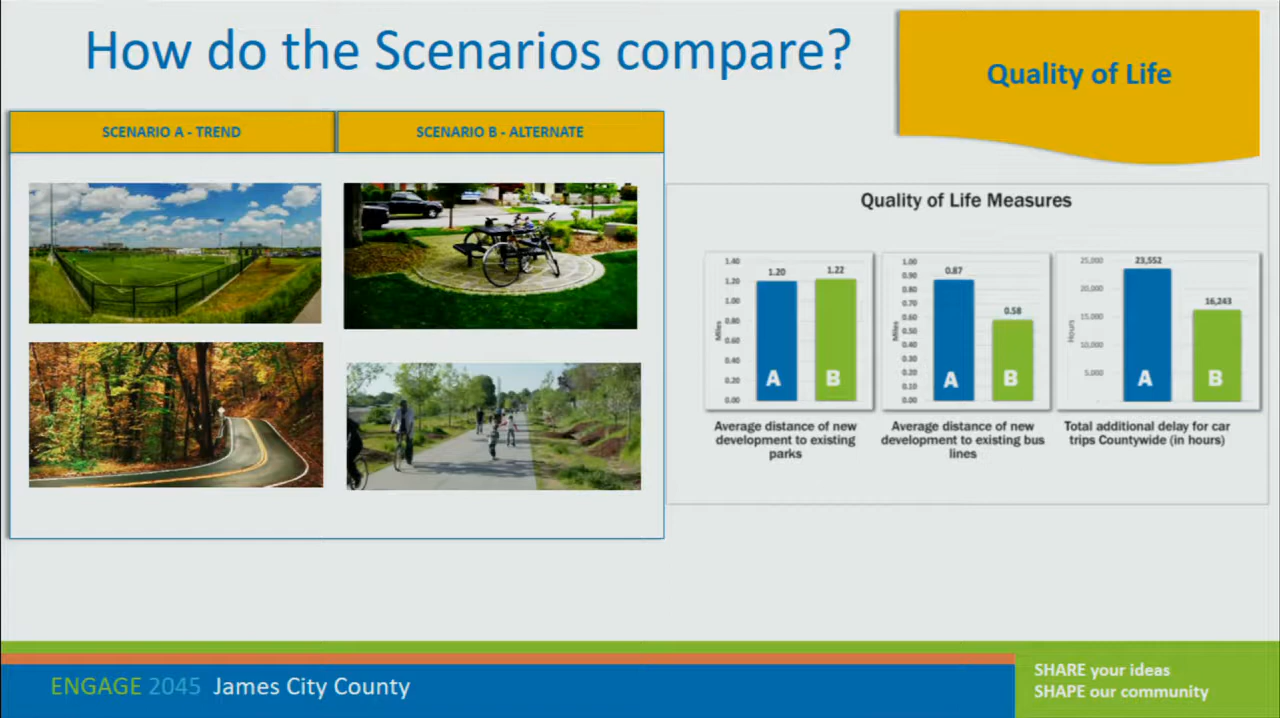 How do the Scenarios compare?
Quality of Life
SCENARIO A - TREND
SCENARIO B - ALTERNATE
Quality of Life Measures
1.40
1.20
1.00
0.80
0.60
0.40
0.20
0.00
Miles
1.20
1.22
A
B
Average distance of new
development to existing
parks
1.00
0.90
0.80
0.70
0.60
0.50
0.40
0.30
0.20
0.10
0.00
Miles
0.87
0.58
A
B
Average distance of new
development to existing bus
lines
25,000
20,000
15,000
10,000
5,000
Hours
23,552
16,243
A
B
Total additional delay for car
trips Countywide (in hours)
ENGAGE 2045 James City County
SHARE your ideas
SHAPE our community